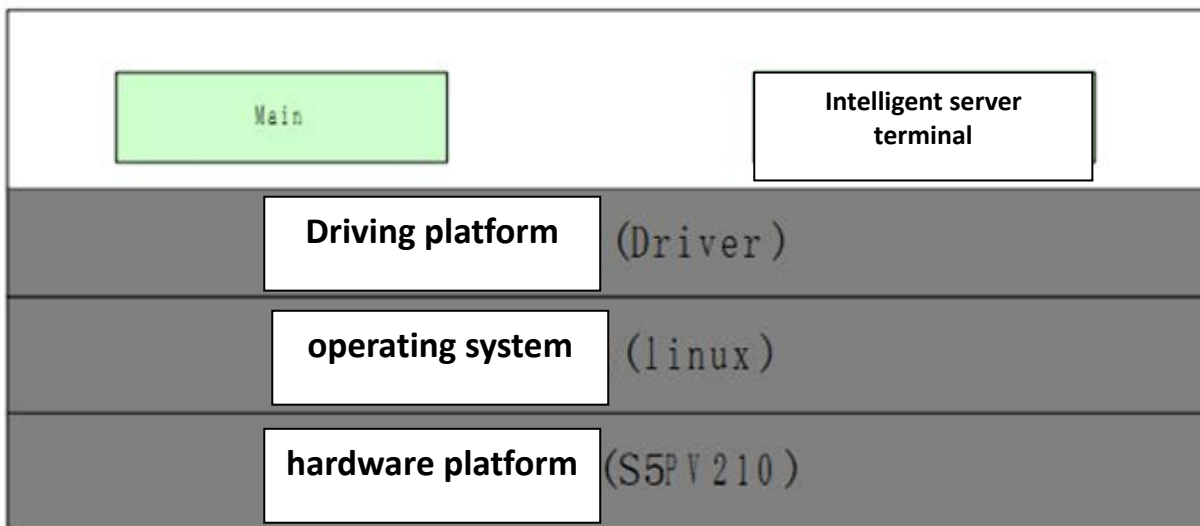 Main
Intelligent server
terminal
Driving platform (Driver)
operating system (linux)
hardware platform (S5PV210)